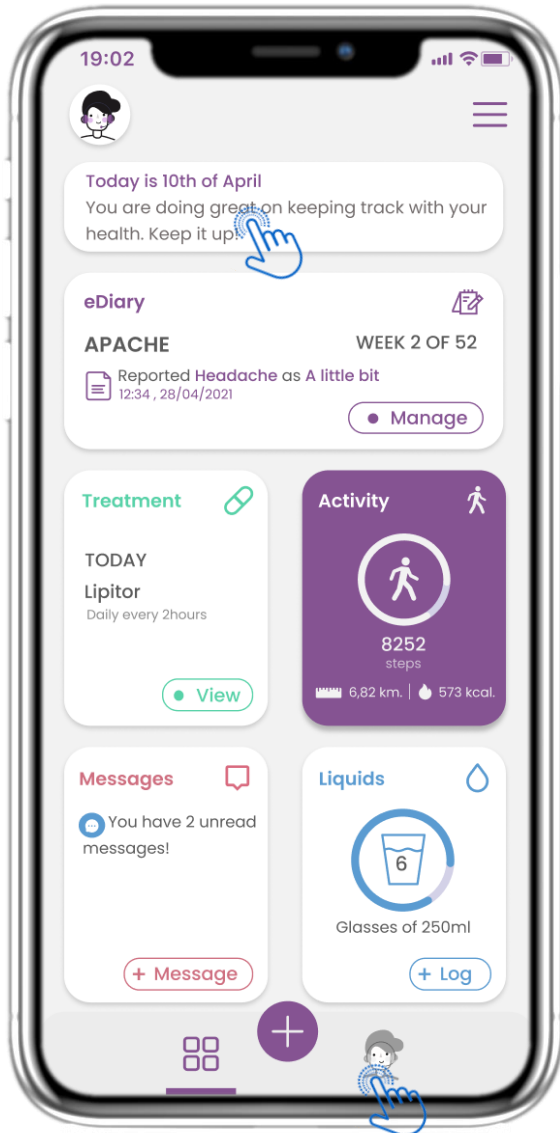 19:02
Today is 10th of April
You are doing great on keeping track with your
health. Keep it up!
eDiary
APACHE
WEEK 2 OF 52
Reported Headache as A little bit
12:34 , 28/04/2021
Manage
Treatment
TODAY
Lipitor
Daily every 2hours
View
Activity
8252
steps
6,82 km.
573 kcal.
Messages
You have 2 unread
messages!
+ Message
Liquids
6
Glasses of 250ml
+ Log